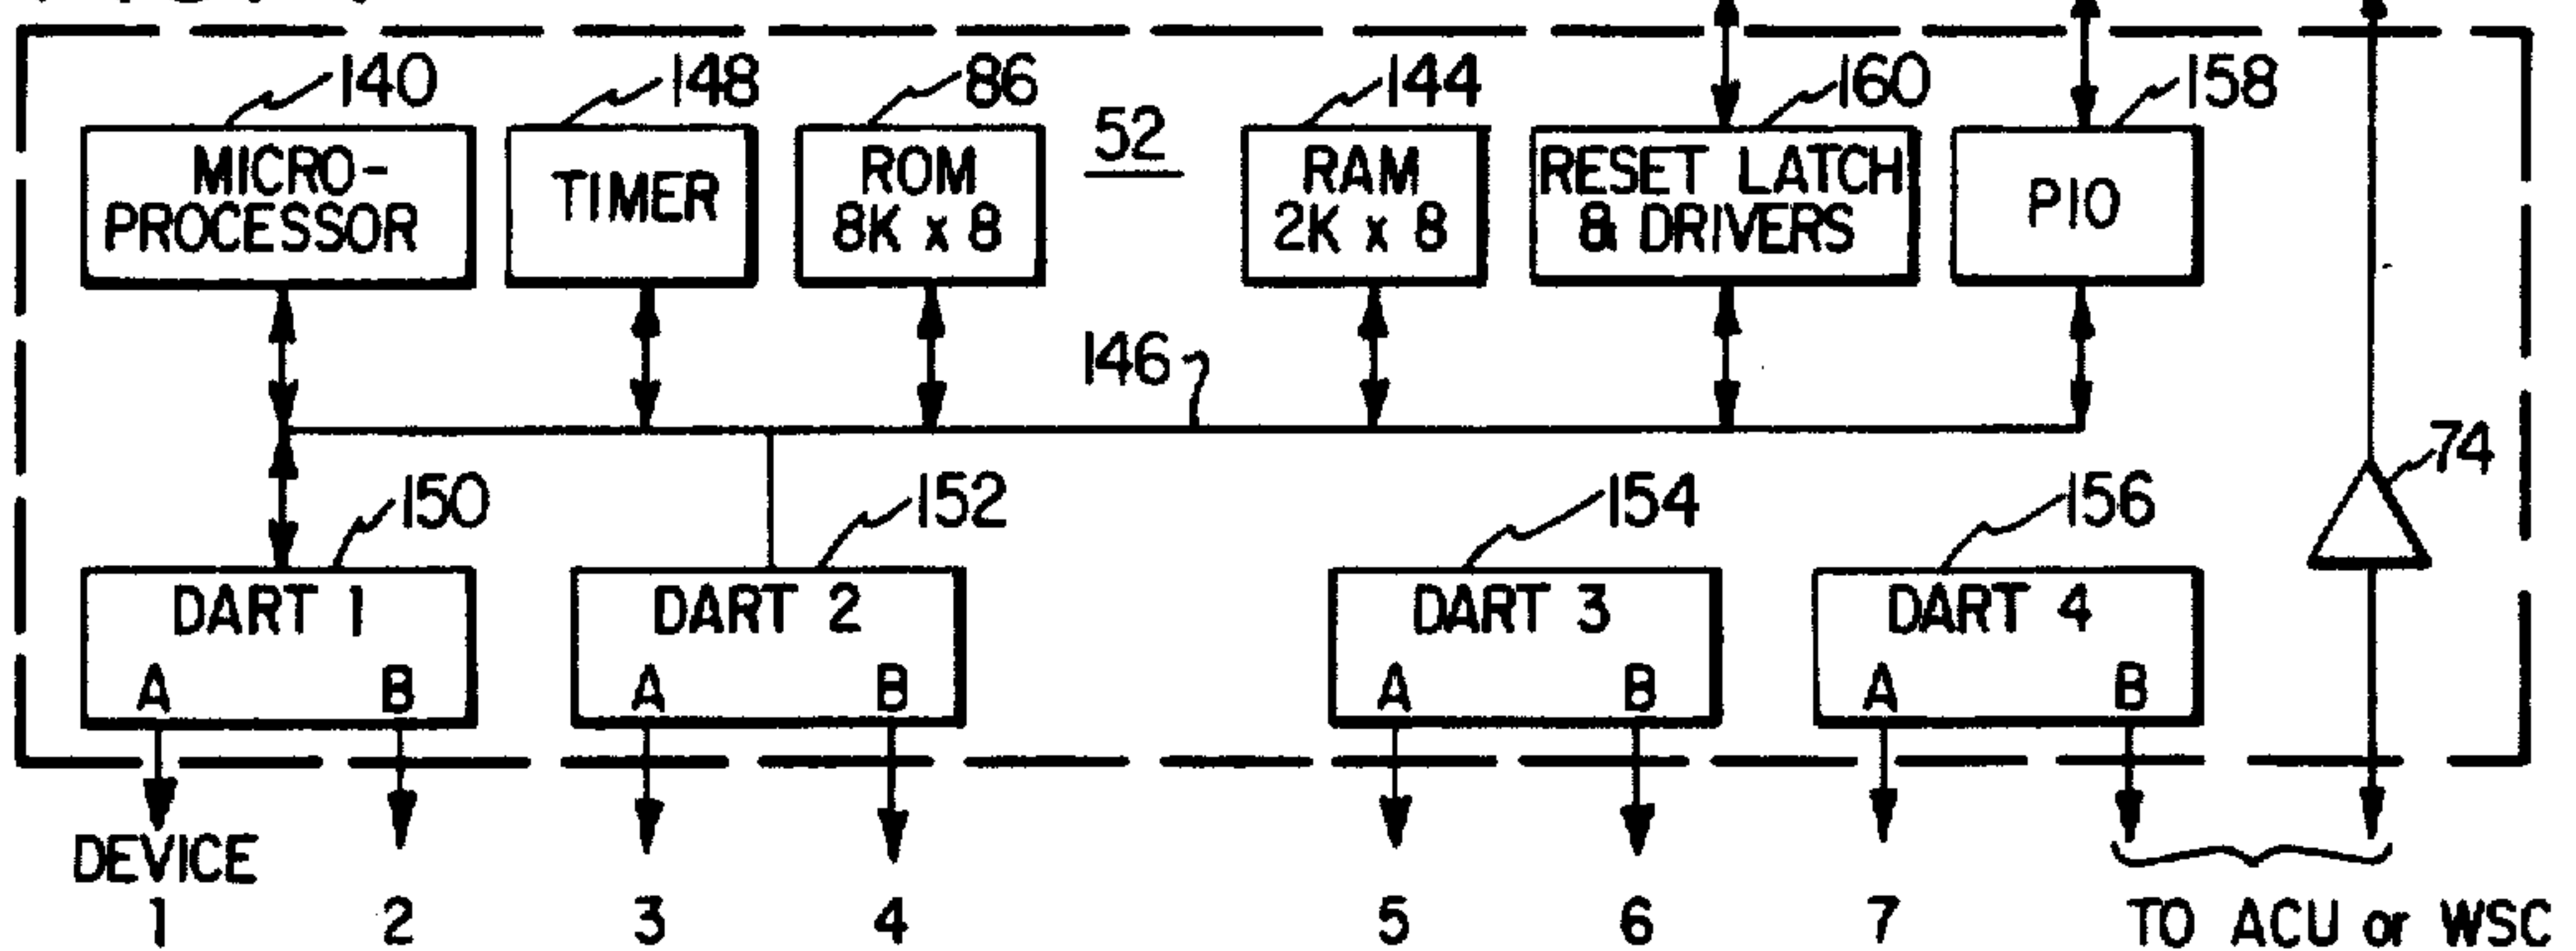 140
148
86
52
144
160
158
MICRO-
PROCESSOR
TIMER
ROM
8K x 8
RAM
2K x 8
RESET LATCH
& DRIVERS
PIO
146
74
150
152
154
156
DART 1
A B
DART 2
A B
DART 3
A B
DART 4
A B
DEVICE
1 2 3 4 5 6 7 TO ACU or WSC